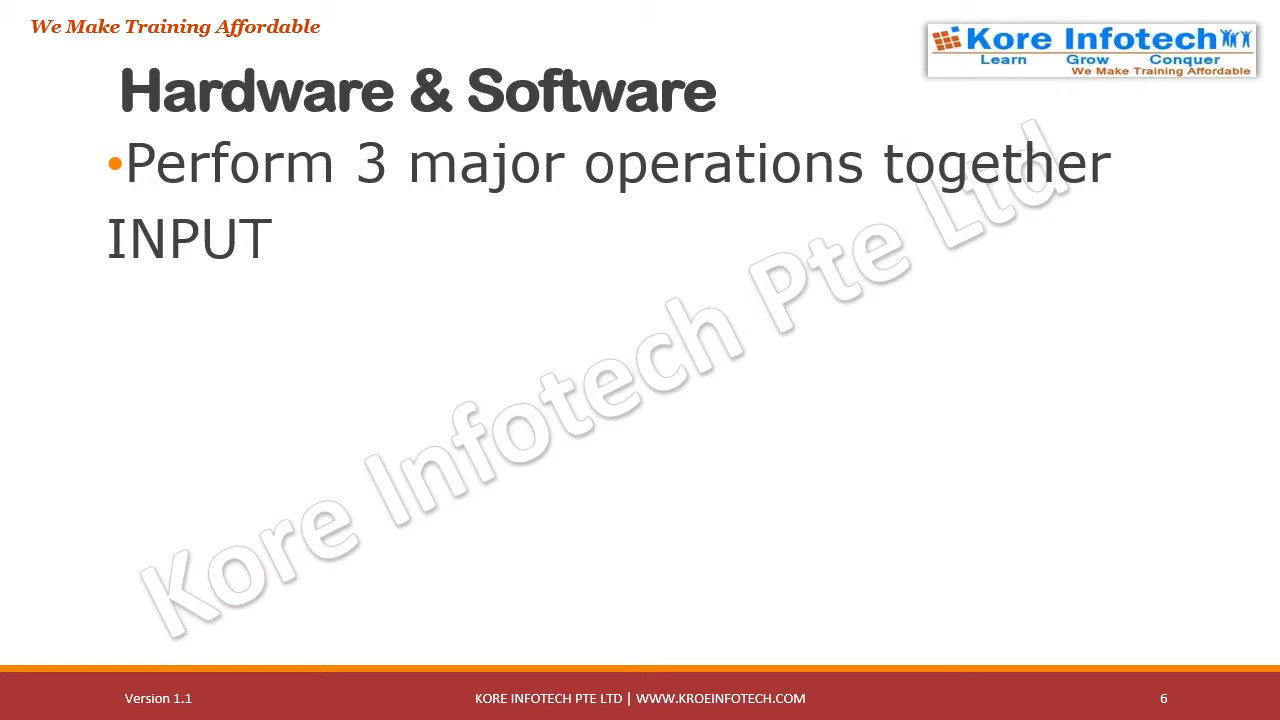 We Make Training Affordable
Kore Infotech
Learn Grow Conquer
We Make Training Affordable
Hardware & Software
•Perform 3 major operations together
INPUT
Kore Infotech Pte Ltd
Version 1.1
KORE INFOTECH PTE LTD | WWW.KROEINFOTECH.COM
6